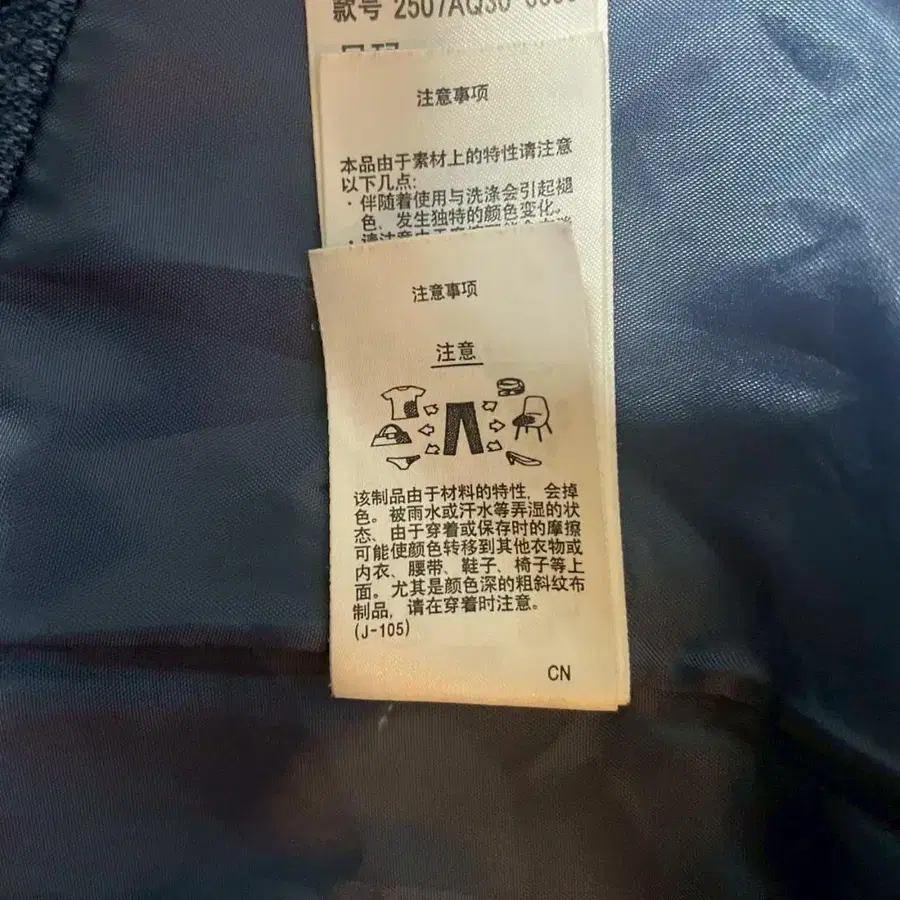 款号 2507AQ30
注意事项
本品由于素材上的特性请注意
以下几点:
· 伴随着使用与洗涤会引起褪
色、发生独特的颜色变化。
注意事项
注意
该制品由于材料的特性，会掉
色。被雨水或汗水等弄湿的状
态、由于穿着或保存时的摩擦
可能使颜色转移到其他衣物或
内衣、腰带、鞋子、椅子等上
面。尤其是颜色深的粗斜纹布
制品，请在穿着时注意。
(J-105)
CN